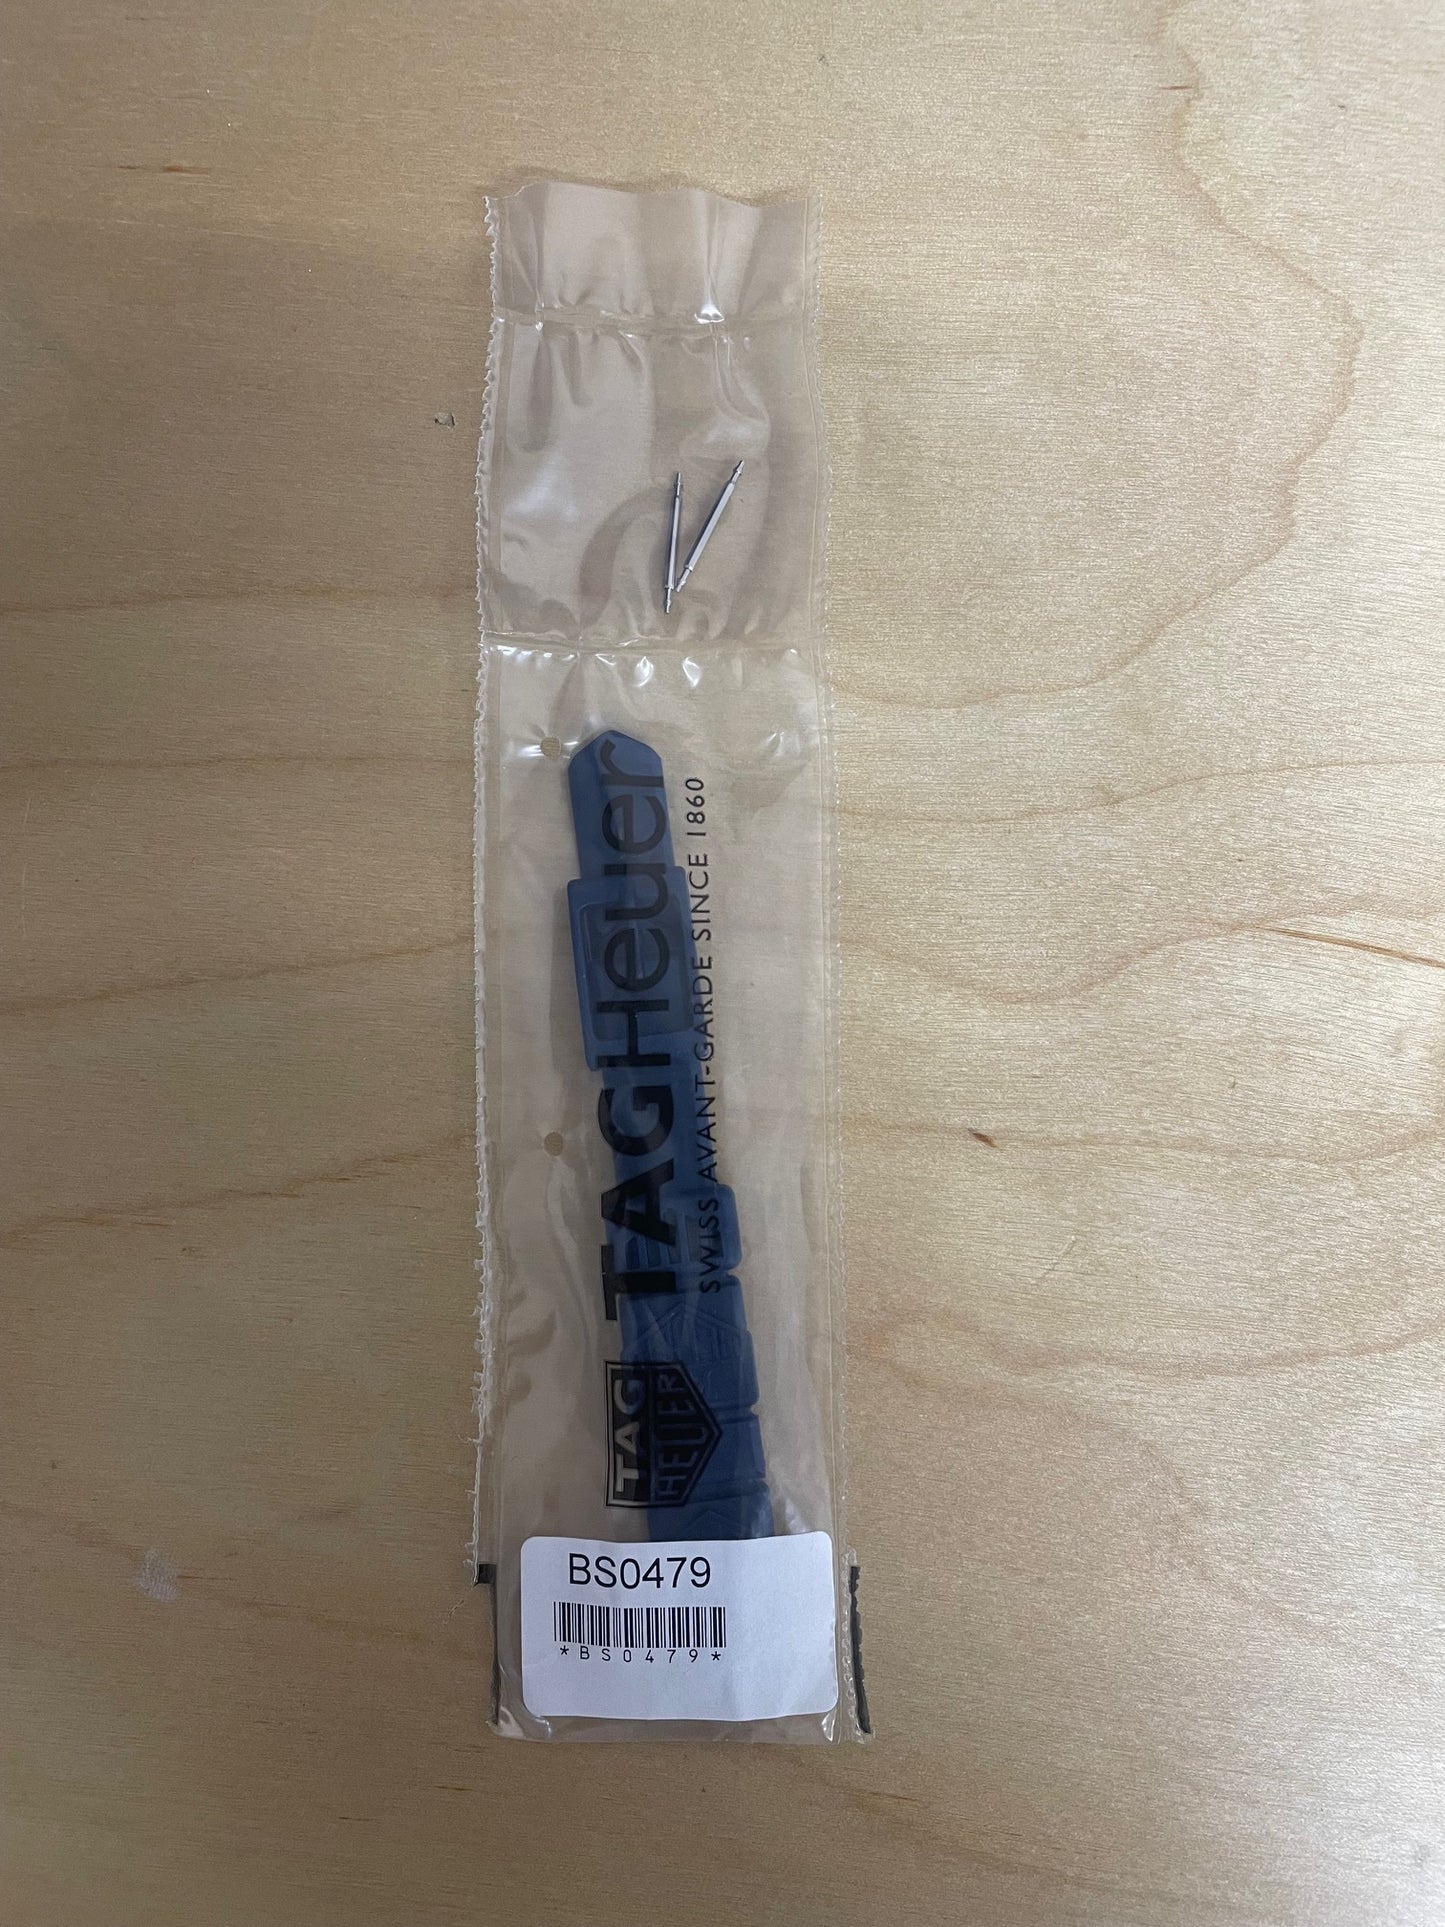 TAGHeuer
SWISS AVANT-GARDE SINCE 1860
TAG
HEUER
BS0479
*BS0479*